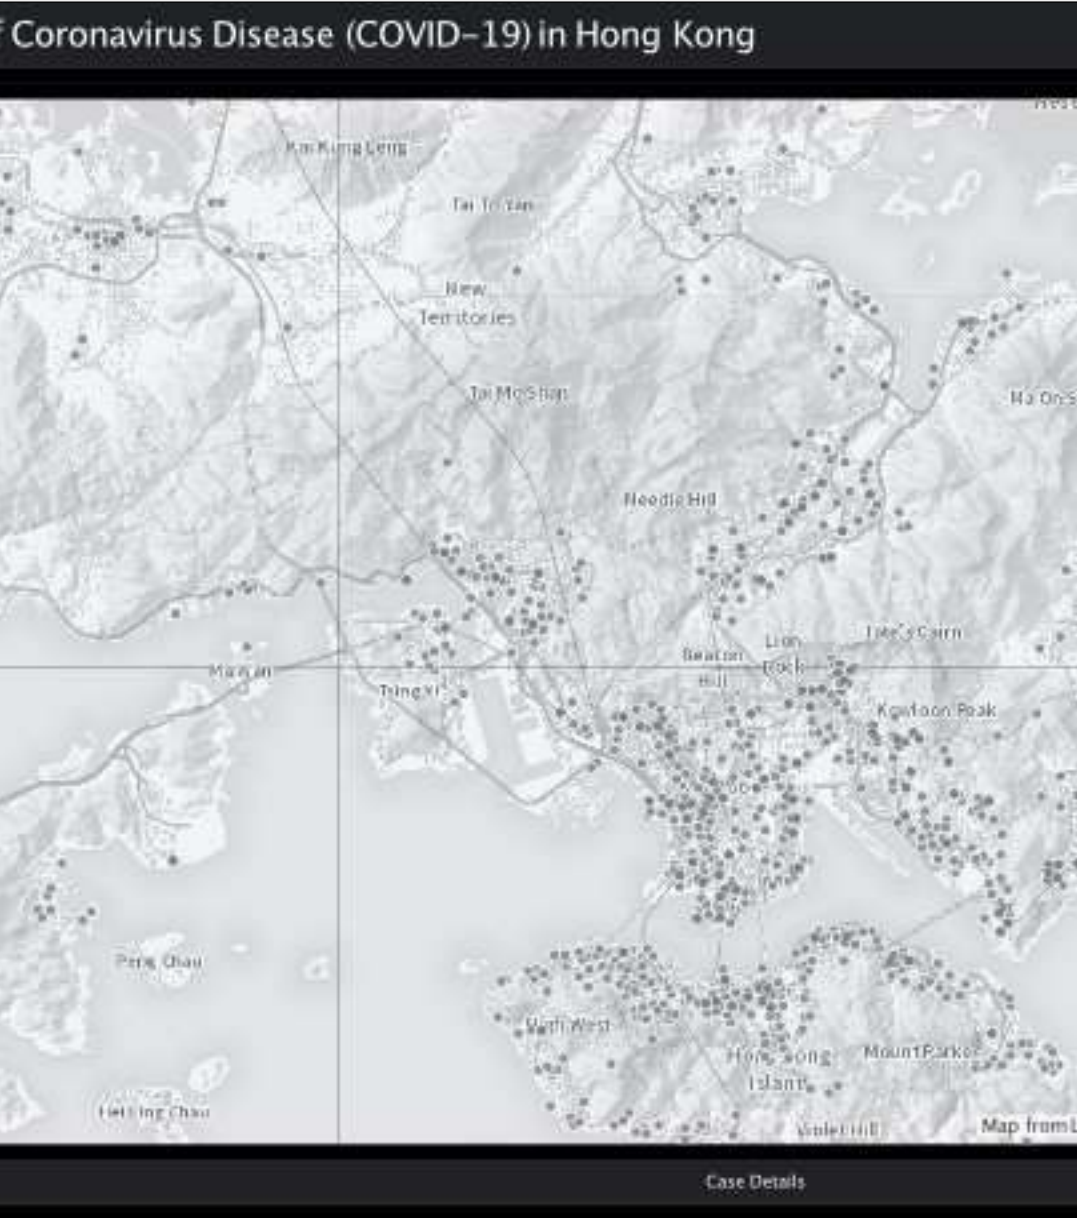 Coronavirus Disease (COVID-19) in Hong Kong
Kai Kung Leng
Tai To Yan
New
Territories
Tai Mo Shan
Ma On S
Needle Hill
Lion
Rock
Tate's Cairn
Beacon
Hill
Ma Wan
Tsing Yi
Kowloon Peak
Peng Chau
Mount Parker
Hong Kong
Island
Hei Ling Chau
Violet Hill
Map from L
Case Details